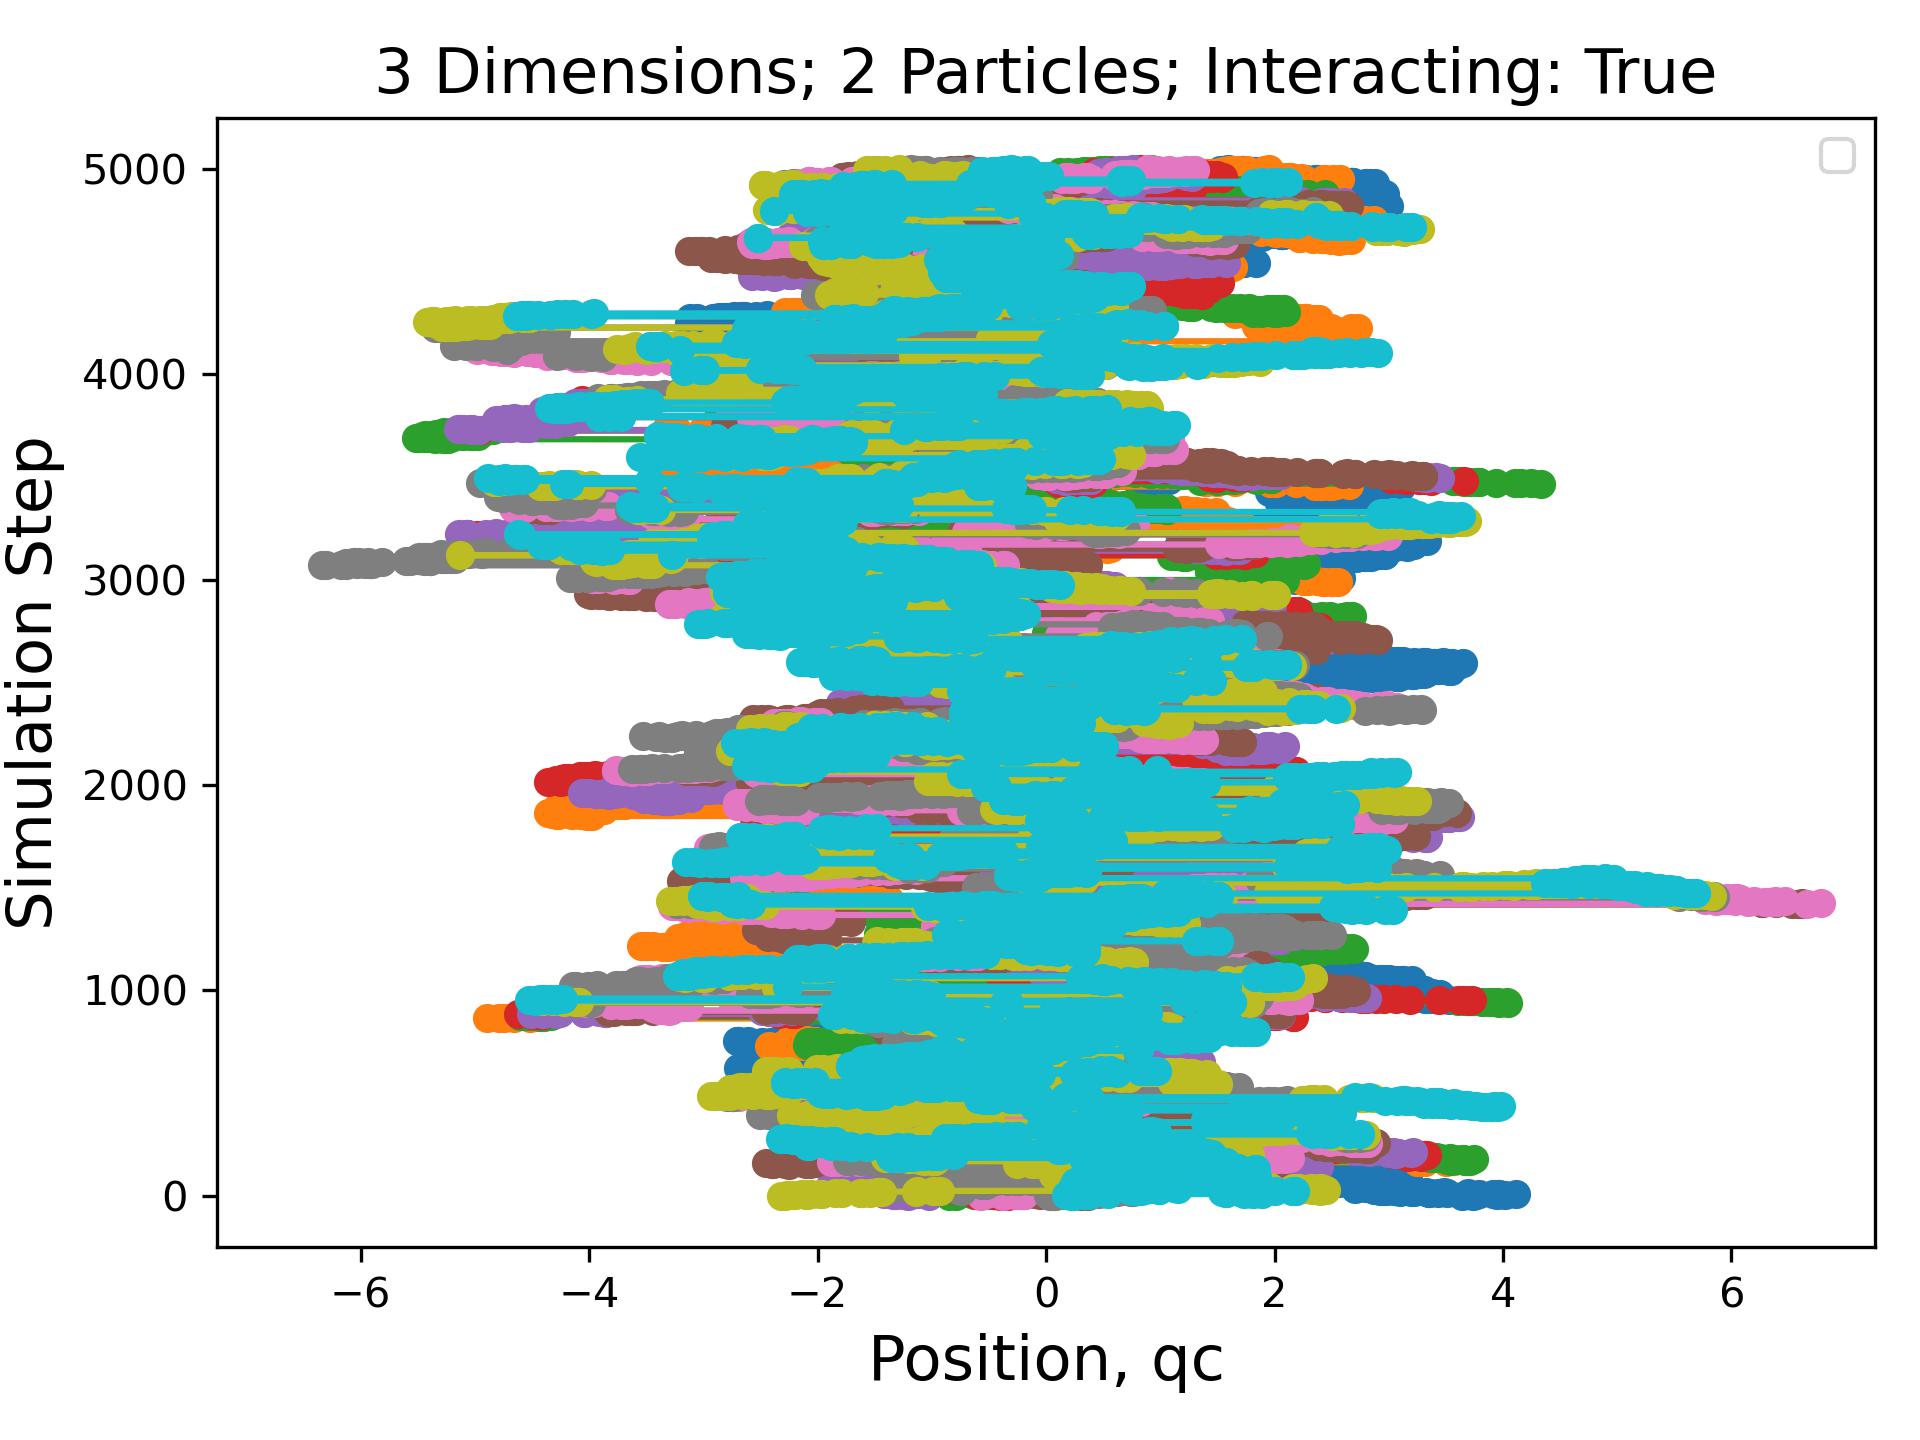 3 Dimensions; 2 Particles; Interacting: True
Simulation Step
5000
4000
3000
2000
1000
0
−6 −4 −2 0 2 4 6
Position, qc